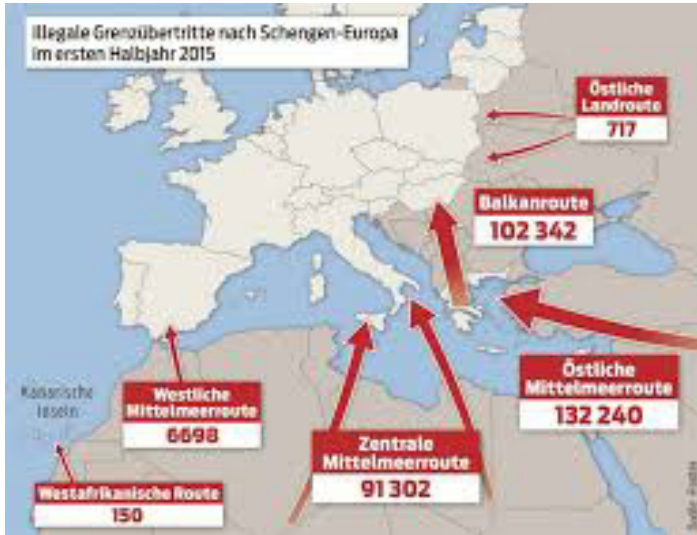 Illegale Grenzübertritte nach Schengen-Europa
im ersten Halbjahr 2015
Östliche
Landroute
717
Balkanroute
102 342
Östliche
Mittelmeerroute
132 240
Kanarische
Inseln
Westliche
Mittelmeerroute
6698
Zentrale
Mittelmeerroute
91 302
Westafrikanische Route
150